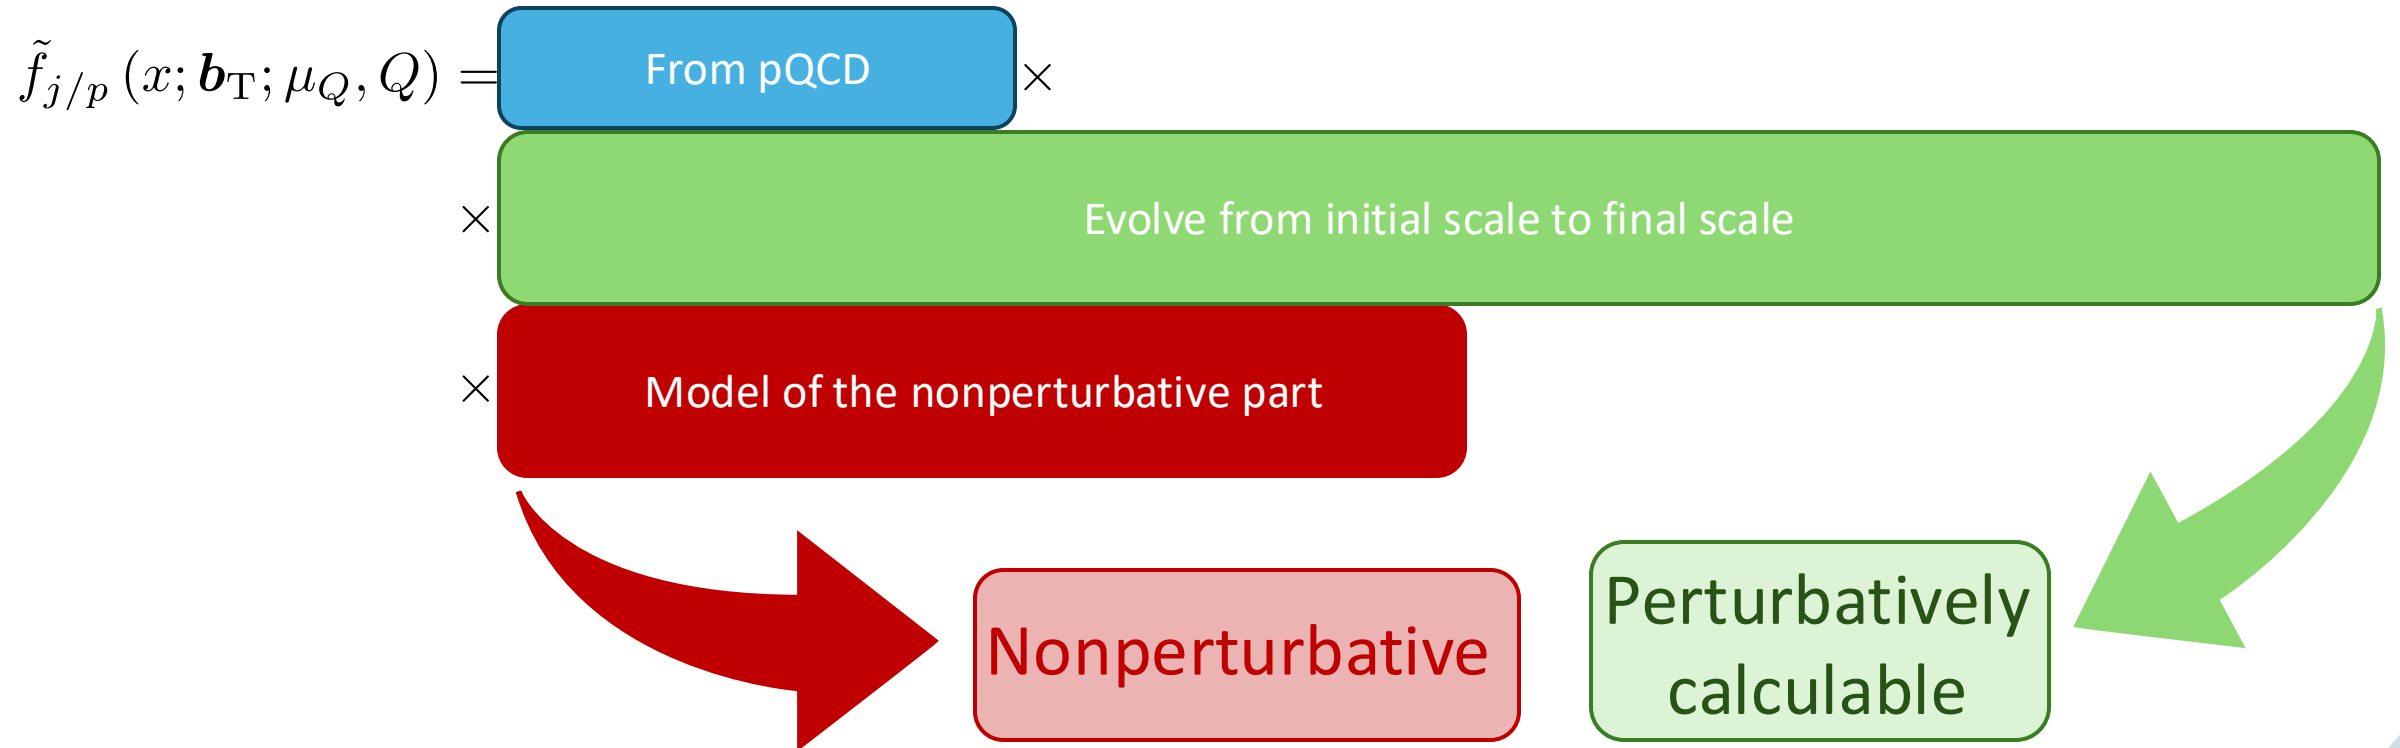 f̃_{j/p} (x; b_T; μ_Q, Q) = From pQCD ×
× Evolve from initial scale to final scale
× Model of the nonperturbative part
Nonperturbative
Perturbatively
calculable